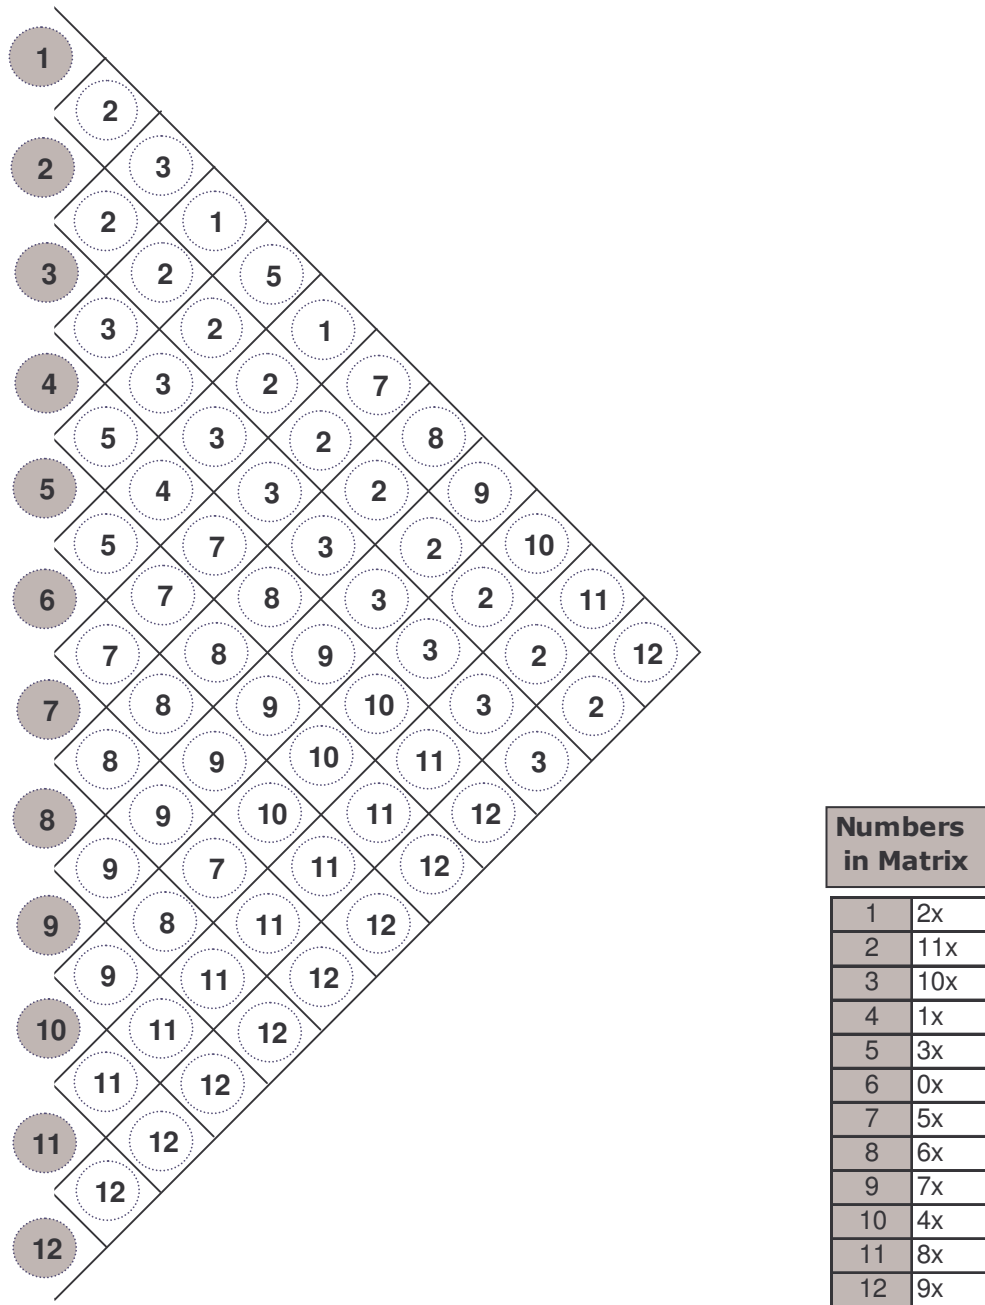 1
2
2 3
2 1
3 2 5
3 2 1
4 3 2 7
5 3 2 8
5 4 3 2 9
5 7 3 2 10
6 7 8 3 2 11
7 8 9 3 2 12
7 8 9 10 3 2
8 9 10 11 3
8 9 10 11 12
9 7 11 12
9 8 11 12
9 11 12
10 11 12
11 12
11 12
12
12
Numbers
in Matrix
1 2x
2 11x
3 10x
4 1x
5 3x
6 0x
7 5x
8 6x
9 7x
10 4x
11 8x
12 9x